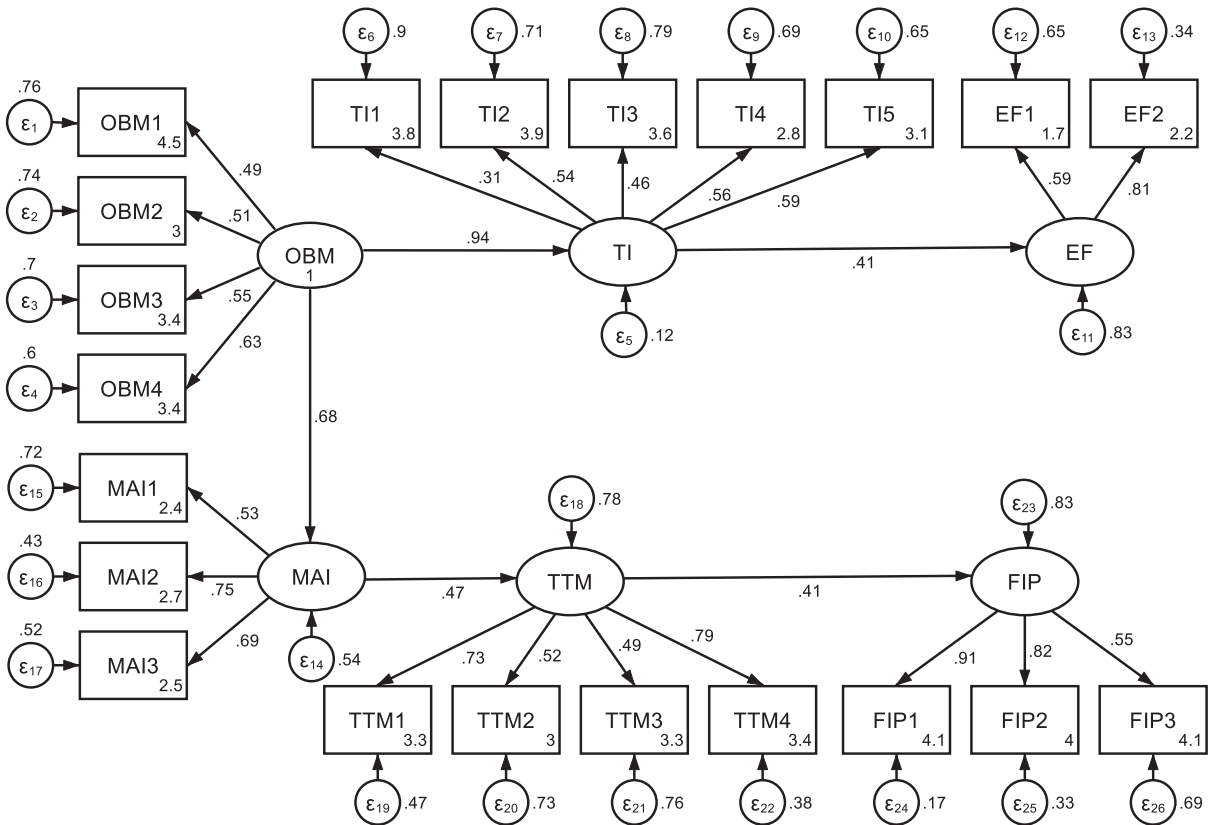 ε6 .9 ε7 .71 ε8 .79 ε9 .69 ε10 .65 ε12 .65 ε13 .34
TI1 3.8 TI2 3.9 TI3 3.6 TI4 2.8 TI5 3.1 EF1 1.7 EF2 2.2
.76
ε1 OBM1 4.5
.49 .31 .54 .46 .56 .59 .59 .81
.74
ε2 OBM2 3
.51
OBM 1 .94 TI .41 EF
.7
ε3 OBM3 3.4
.55
ε5 .12 ε11 .83
.63
.6
ε4 OBM4 3.4
.68
.72
ε15 MAI1 2.4
.53
ε18 .78 ε23 .83
.43
ε16 MAI2 2.7
.75 MAI .47 TTM .41 FIP
.52
ε17 MAI3 2.5
.69
ε14 .54
.73 .52 .49 .79 .91 .82 .55
TTM1 3.3 TTM2 3 TTM3 3.3 TTM4 3.4 FIP1 4.1 FIP2 4 FIP3 4.1
ε19 .47 ε20 .73 ε21 .76 ε22 .38 ε24 .17 ε25 .33 ε26 .69